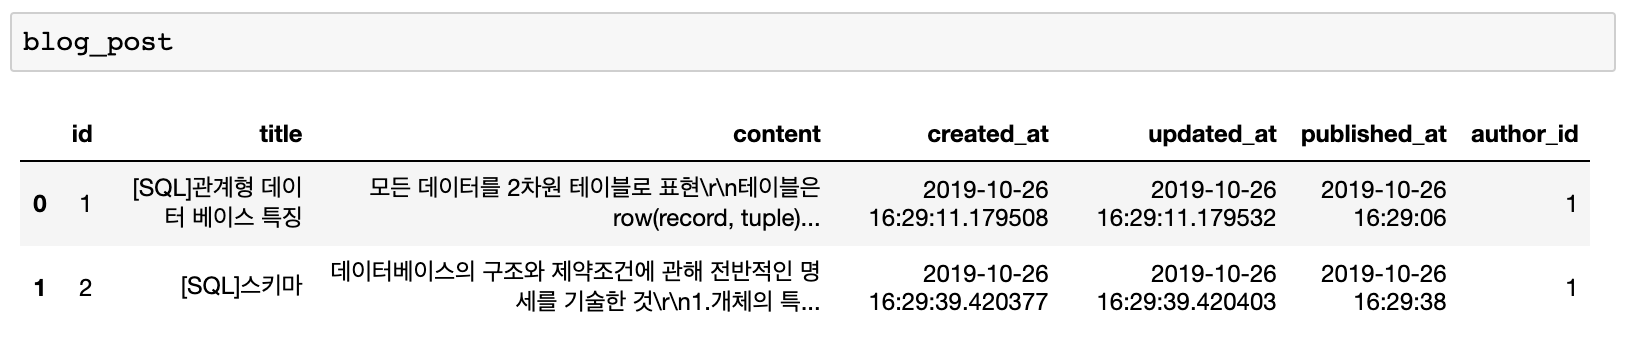 blog_post
id title content created_at updated_at published_at author_id
[SQL]관계형 데이 모든 데이터를 2차원 테이블로 표현\r\n테이블은 2019-10-26 2019-10-26 2019-10-26
0 1 1
터 베이스 특징 row(record, tuple)... 16:29:11.179508 16:29:11.179532 16:29:06
데이터베이스의 구조와 제약조건에 관해 전반적인 명 2019-10-26 2019-10-26 2019-10-26
1 2 [SQL]스키마 1
세를 기술한 것\r\n1.개체의 특... 16:29:39.420377 16:29:39.420403 16:29:38